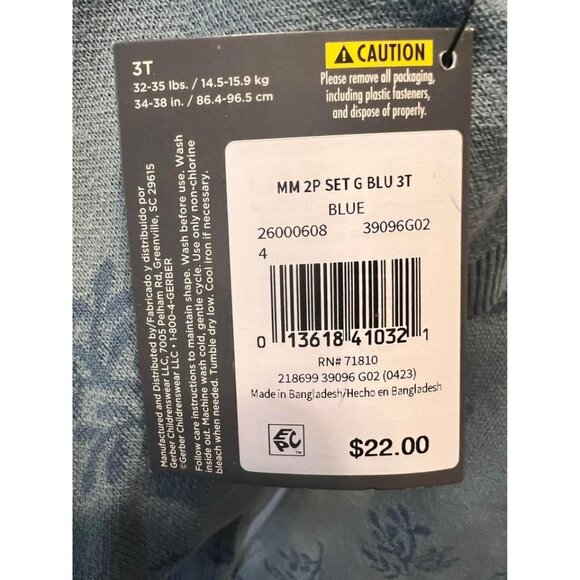 3T
32-35 lbs. / 14.5-15.9 kg
34-38 in. / 86.4-96.5 cm
CAUTION
Please remove all packaging,
including plastic fasteners,
and dispose of properly.
MM 2P SET G BLU 3T
BLUE
26000608 39096G02
4
0 13618 41032 1
RN# 71810
218699 39096 G02 (0423)
Made in Bangladesh/Hecho en Bangladesh
EPC ™
$22.00
Manufactured and Distributed by/Fabricado y distribuido por
Gerber Childrenswear LLC, 7005 Pelham Rd, Greenville, SC 29615
©Gerber Childrenswear LLC • 1-800-4-GERBER
Follow care instructions to maintain shape. Wash before use. Wash
inside out. Machine wash cold, gentle cycle. Use only non-chlorine
bleach when needed. Tumble dry low. Cool iron if necessary.